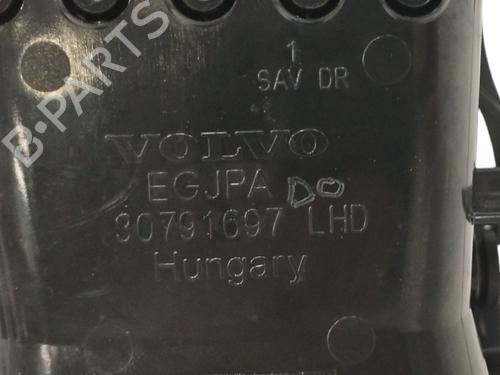 1
SAV DR
VOLVO
EGJPA DO
30791697 LHD
Hungary
B-PARTS